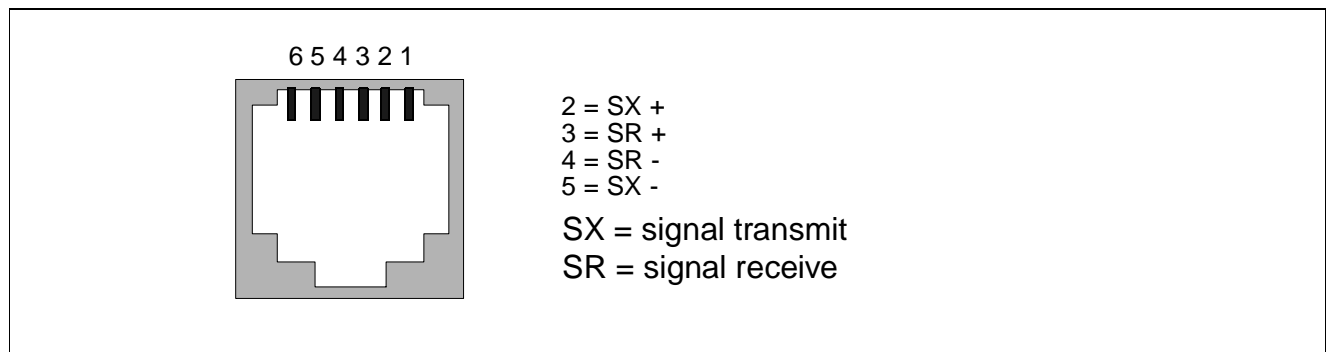 6 5 4 3 2 1
2 = SX +
3 = SR +
4 = SR -
5 = SX -
SX = signal transmit
SR = signal receive